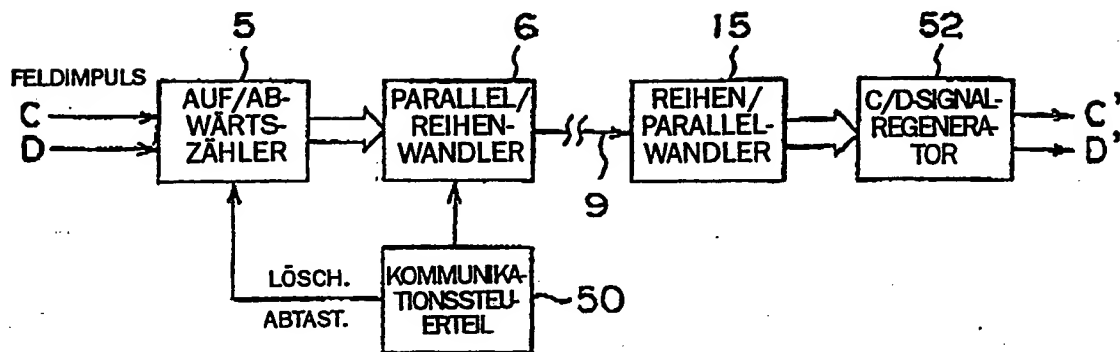 5
6
15
52
FELDIMPULS
C
D
AUF/AB-
WÄRTS-
ZÄHLER
PARALLEL/
REIHEN-
WANDLER
9
REIHEN/
PARALLEL-
WANDLER
C/D-SIGNAL-
REGENERA-
TOR
C'
D'
LÖSCH.
ABTAST.
KOMMUNIKA-
TIONSSTEU-
ERTEIL
50